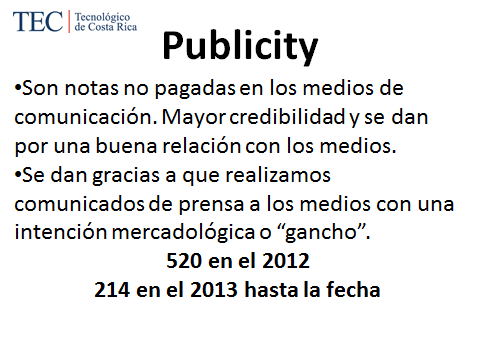 TEC
Tecnológico
de Costa Rica
Publicity
•Son notas no pagadas en los medios de
comunicación. Mayor credibilidad y se dan
por una buena relación con los medios.
•Se dan gracias a que realizamos
comunicados de prensa a los medios con una
intención mercadológica o “gancho”.
520 en el 2012
214 en el 2013 hasta la fecha